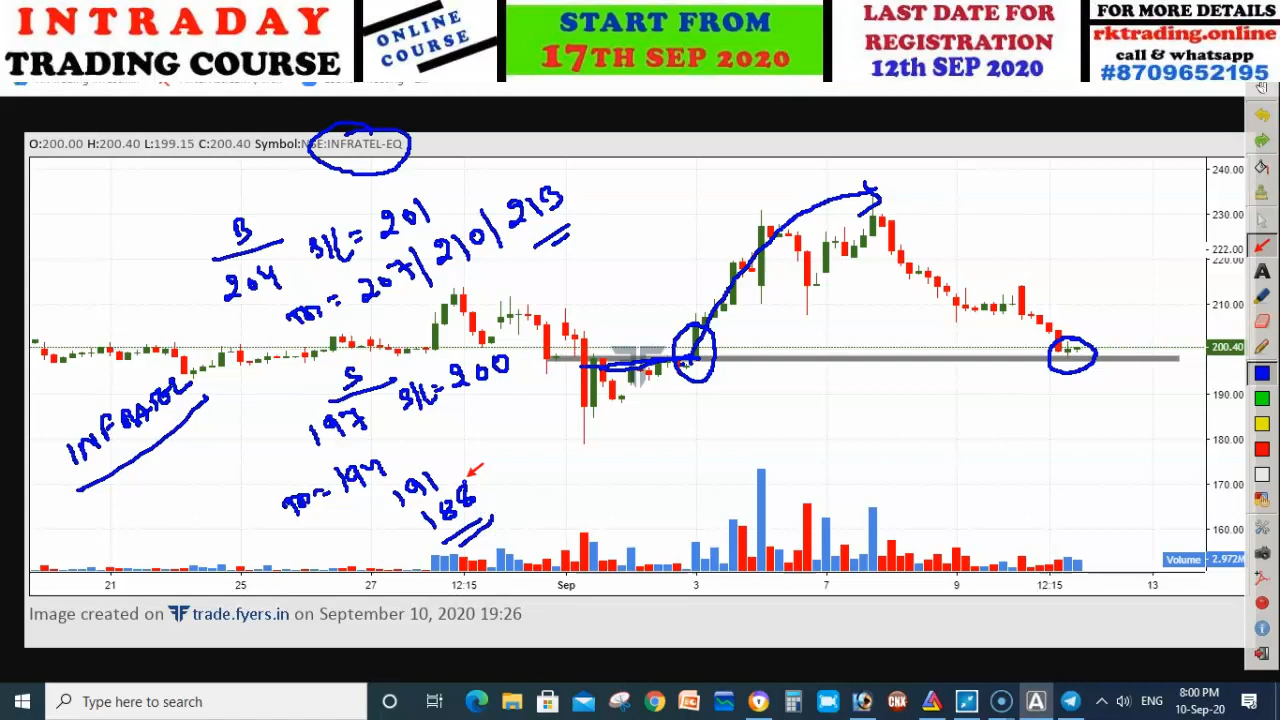 INTRADAY
TRADING COURSE
ONLINE
COURSE
START FROM
17TH SEP 2020
LAST DATE FOR
REGISTRATION
12th SEP 2020
FOR MORE DETAILS
rktrading.online
call & whatsapp
#8709652195
O:200.00 H:200.40 L:199.15 C:200.40 Symbol:NSE:INFRATEL-EQ
240.00
230.00
222.00
220.00
210.00
200.40
190.00
180.00
170.00
160.00
B
204
S/L = 201
207/210/213
S
197
S/L = 200
194
191
188
Volume
2.972M
21
25
27
12:15
Sep
3
7
9
12:15
13
Image created on trade.fyers.in on September 10, 2020 19:26
Type here to search
CNX
A
ENG
8:00 PM
10-Sep-20